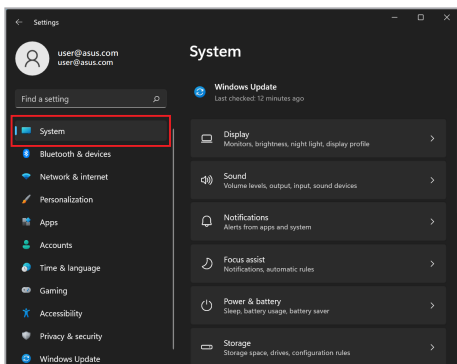 Settings
user@asus.com
user@asus.com
Find a setting
System
Bluetooth & devices
Network & internet
Personalization
Apps
Accounts
Time & language
Gaming
Accessibility
Privacy & security
Windows Update
System
Windows Update
Last checked: 12 minutes ago
Display
Monitors, brightness, night light, display profile
Sound
Volume levels, output, input, sound devices
Notifications
Alerts from apps and system
Focus assist
Notifications, automatic rules
Power & battery
Sleep, battery usage, battery saver
Storage
Storage space, drives, configuration rules